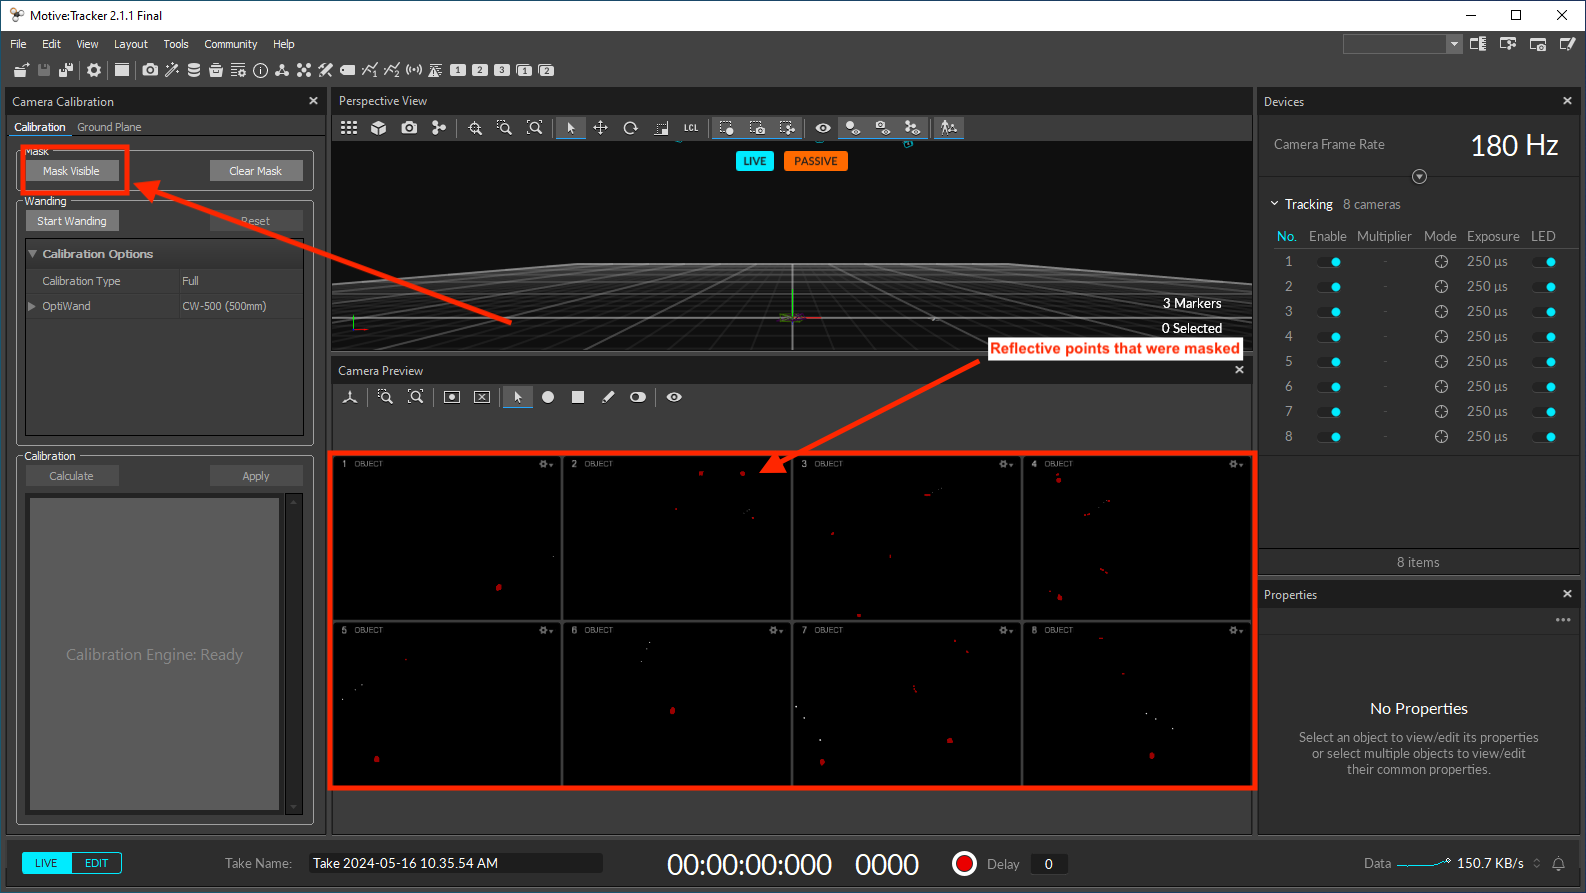 Motive:Tracker 2.1.1 Final
File Edit View Layout Tools Community Help
1 2 3 1 2
Camera Calibration
Calibration Ground Plane
Mask
Mask Visible Clear Mask
Wanding
Start Wanding Reset
Calibration Options
Calibration Type Full
OptiWand CW-500 (500mm)
Calibration
Calculate Apply
Calibration Engine: Ready
Perspective View
LCL
LIVE PASSIVE
3 Markers
0 Selected
Reflective points that were masked
Camera Preview
1 OBJECT
2 OBJECT
3 OBJECT
4 OBJECT
5 OBJECT
6 OBJECT
7 OBJECT
8 OBJECT
Devices
Camera Frame Rate 180 Hz
Tracking 8 cameras
No. Enable Multiplier Mode Exposure LED
1 - 250 µs
2 - 250 µs
3 - 250 µs
4 - 250 µs
5 - 250 µs
6 - 250 µs
7 - 250 µs
8 - 250 µs
8 items
Properties
No Properties
Select an object to view/edit its properties
or select multiple objects to view/edit
their common properties.
LIVE EDIT Take Name: Take 2024-05-16 10.35.54 AM 00:00:00:000 0000 Delay 0 Data 150.7 KB/s